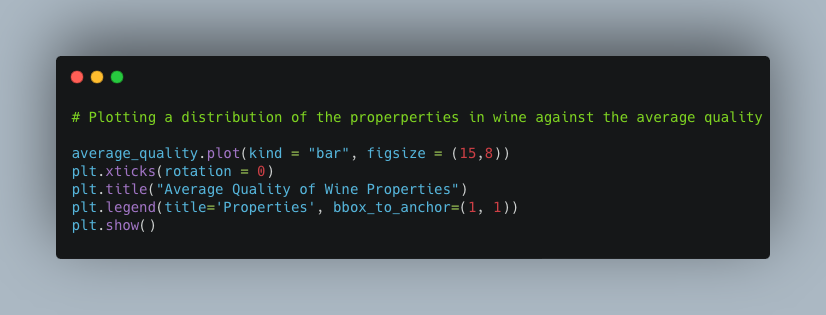 # Plotting a distribution of the properperties in wine against the average quality
average_quality.plot(kind = "bar", figsize = (15,8))
plt.xticks(rotation = 0)
plt.title("Average Quality of Wine Properties")
plt.legend(title='Properties', bbox_to_anchor=(1, 1))
plt.show()